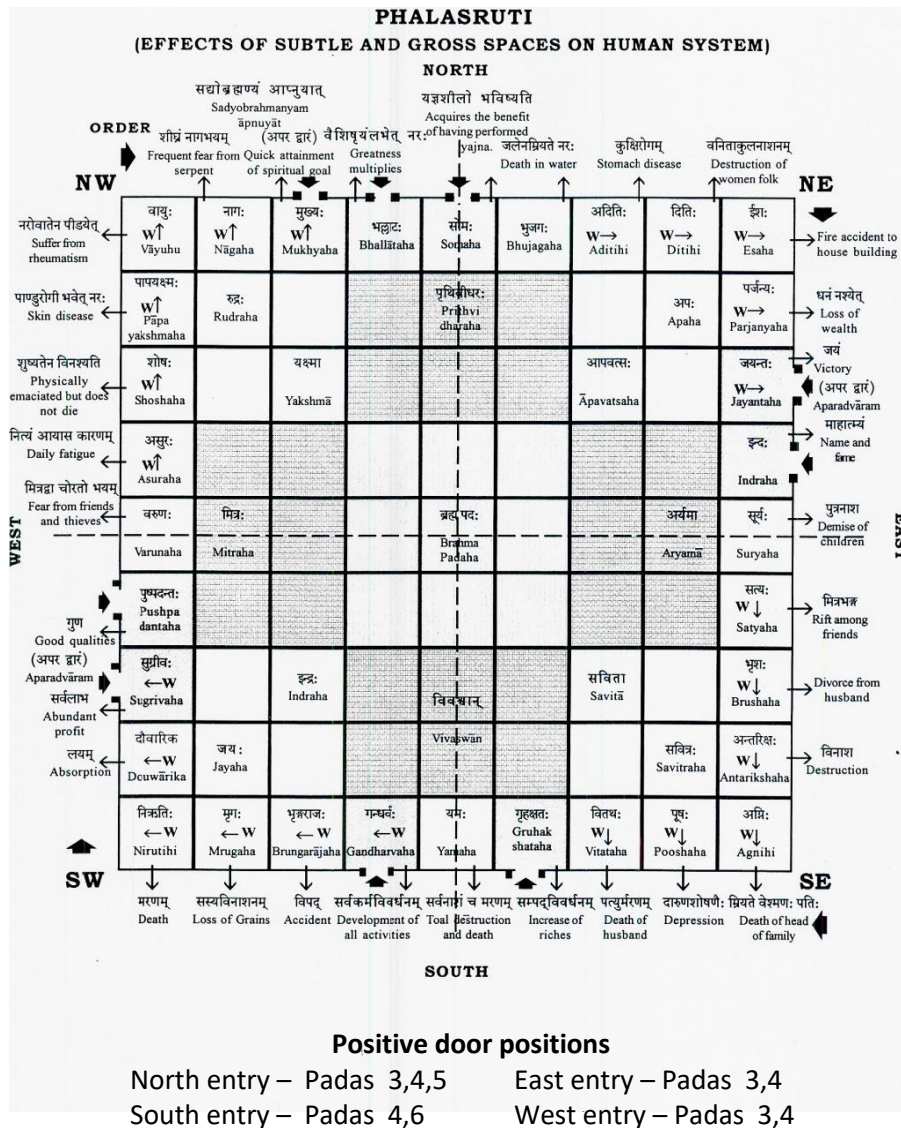 PHALASRUTI
(EFFECTS OF SUBTLE AND GROSS SPACES ON HUMAN SYSTEM)
NORTH
सद्योब्रह्मण्यं आप्नुयात्
Sadyobrahmanyam
āpnuyāt
यज्ञशीलो भविष्यति
Acquires the benefit
of having performed
yajna.
ORDER
शीघ्रं नागभयम्
Frequent fear from
serpent
(अपर द्वारं)
Quick attainment
of spiritual goal
वैशिषृयंलभेत् नरः
Greatness
multiplies
जलेनम्रियते नरः
Death in water
कुक्षिरोगम्
Stomach disease
वनिताकुलनाशनम्
Destruction of
women folk
NW
NE
नरोवातेन पीडयेत्
Suffer from
rheumatism
वायुः
W↑
Vāyuhu
नागः
W↑
Nāgaha
मुख्यः
W↑
Mukhyaha
भल्लाटः
Bhallātaha
सोमः
Somaha
भुजगः
Bhujagaha
अदितिः
W→
Aditihi
दितिः
W→
Ditihi
ईशः
W→
Esaha
Fire accident to
house building
पाण्डुरोगी भवेत् नरः
Skin disease
पापयक्ष्मः
W↑
Pāpa
yakshmaha
रुद्रः
Rudraha
पृथिवीधरः
Prithvi
dharaha
अपः
Apaha
पर्जन्यः
W→
Parjanyaha
धनं नश्येत्
Loss of
wealth
शुष्यतेन विनश्यति
Physically
emaciated but does
not die
शोषः
W↑
Shoshaha
यक्ष्मा
Yakshmā
आपवत्सः
Āpavatsaha
जयन्तः
W→
Jayantaha
जयं
Victory
(अपर द्वारं)
Aparadvāram
नित्यं आयास कारणम्
Daily fatigue
असुरः
W↑
Asuraha
इन्द्रः
Indraha
माहात्म्यं
Name and
fame
मित्रद्वा चोरतो भयम्
Fear from friends
and thieves
WEST
वरुणः
Varunaha
मित्रः
Mitraha
ब्रह्म पदः
Brahma
Padaha
अर्यमा
Aryamā
सूर्यः
Suryaha
पुत्रनाश
Demise of
children
EAST
गुण
Good qualities
पुष्पदन्तः
Pushpa
dantaha
सत्यः
W↓
Satyaha
मित्रभङ्ग
Rift among
friends
(अपर द्वारं)
Aparadvāram
सर्वलाभ
Abundant
profit
सुग्रीवः
←W
Sugrivaha
इन्द्रः
Indraha
विवस्वान्
Vivaswān
सविता
Savitā
भृशः
W↓
Brushaha
Divorce from
husband
लयम्
Absorption
दौवारिक
←W
Douwārika
जयः
Jayaha
सवित्रः
Savitraha
अन्तरिक्षः
W↓
Antarikshaha
विनाश
Destruction
निऋतिः
←W
Nirutihi
मृगः
←W
Mrugaha
भृङ्गराजः
←W
Brungarājaha
गन्धर्वः
←W
Gandharvaha
यमः
Yamaha
गृहक्षतः
Gruhak
shataha
वितथः
W↓
Vitataha
पूषः
W↓
Pooshaha
अग्निः
W↓
Agnihi
SW
SE
मरणम्
Death
सस्यविनाशनम्
Loss of Grains
विपद्
Accident
सर्वकर्मविवर्धनम्
Development of
all activities
सर्वनाशं च मरणम्
Toal destruction
and death
सम्पद्विवर्धनम्
Increase of
riches
पत्युर्मरणम्
Death of
husband
दारुणशोषणैः
Depression
म्रियते वेश्मणः पतिः
Death of head
of family
SOUTH
Positive door positions
North entry – Padas 3,4,5 East entry – Padas 3,4
South entry – Padas 4,6 West entry – Padas 3,4